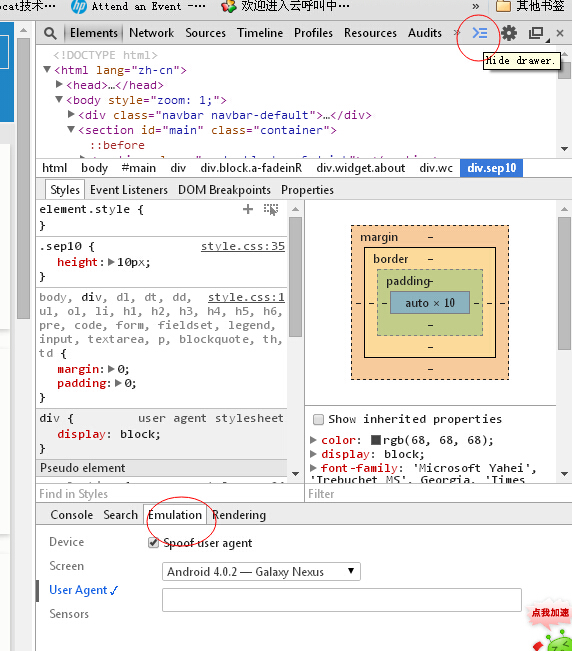 ocat技术...
Attend an Event –...
欢迎进入云呼叫中...
»
其他书签
Elements Network Sources Timeline Profiles Resources Audits »
Hide drawer.
<!DOCTYPE html>
▼<html lang="zh-cn">
▶<head>…</head>
▼<body style="zoom: 1;">
▶<div class="navbar navbar-default">…</div>
▼<section id="main" class="container">
::before
html body #main div div.block.a-fadeinR div.widget.about div.wc div.sep10
Styles Event Listeners DOM Breakpoints Properties
element.style {
}
.sep10 { style.css:35
height:▶10px;
}
body, div, dl, dt, dd, style.css:1
ul, ol, li, h1, h2, h3, h4, h5, h6,
pre, code, form, fieldset, legend,
input, textarea, p, blockquote, th,
td {
margin:▶0;
padding:▶0;
}
div { user agent stylesheet
display: block;
}
Pseudo element
Find in Styles
margin –
border –
padding–
– – – auto × 10 – – –
–
–
–
Show inherited properties
▶color: rgb(68, 68, 68);
▶display: block;
▶font-family: 'Microsoft Yahei',
'Trebuchet MS', Georgia, 'Times
Filter
Console Search Emulation Rendering
Device
Screen
User Agent ✓
Sensors
Spoof user agent
Android 4.0.2 — Galaxy Nexus
点我加速